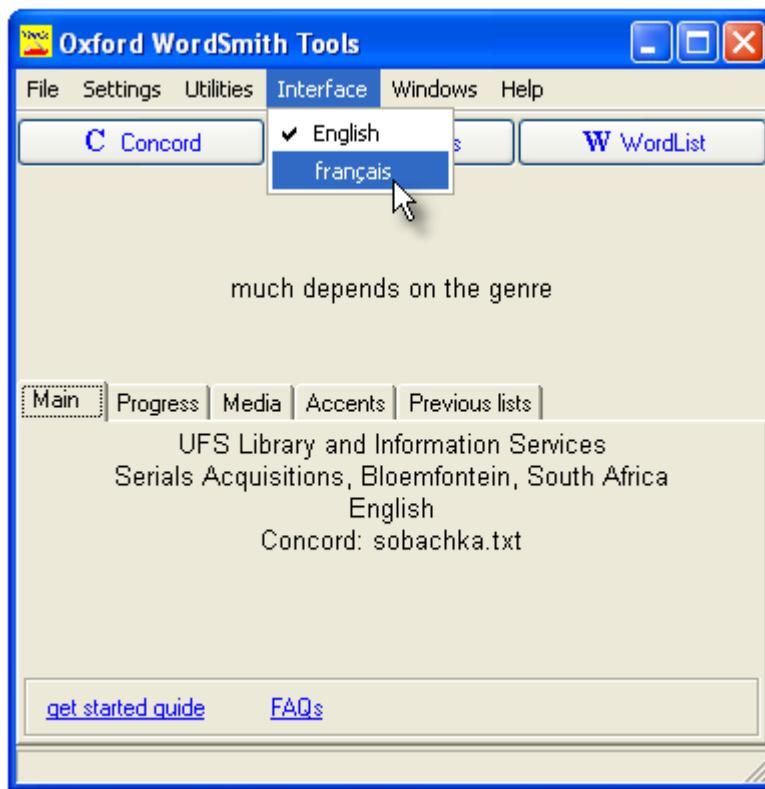 Oxford WordSmith Tools
File Settings Utilities Interface Windows Help
C Concord
English
s
W WordList
français
much depends on the genre
Main Progress Media Accents Previous lists
UFS Library and Information Services
Serials Acquisitions, Bloemfontein, South Africa
English
Concord: sobachka.txt
get started guide FAQs